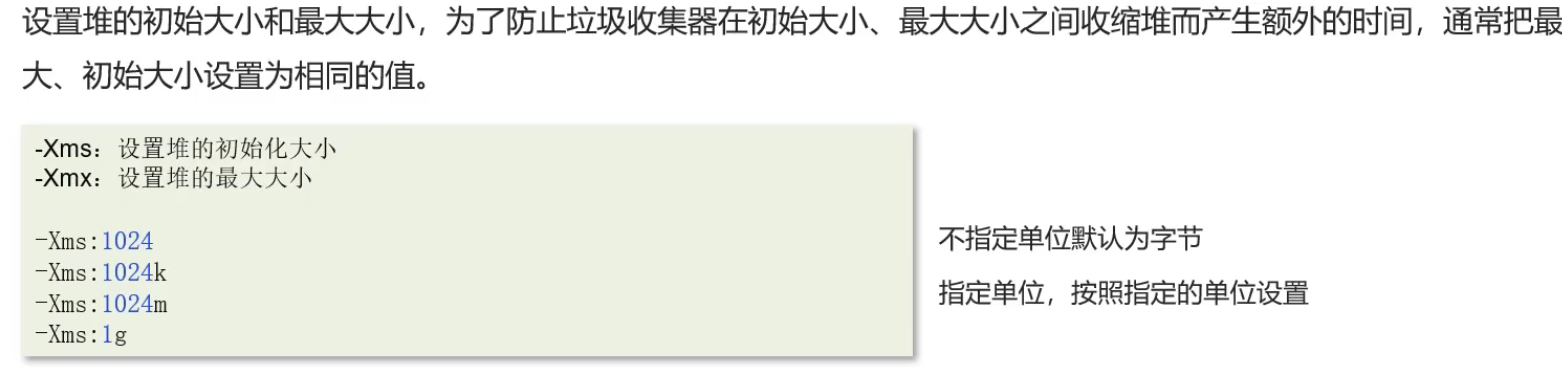 设置堆的初始大小和最大大小，为了防止垃圾收集器在初始大小、最大大小之间收缩堆而产生额外的时间，通常把最
大、初始大小设置为相同的值。
-Xms：设置堆的初始化大小
-Xmx：设置堆的最大大小
-Xms:1024
不指定单位默认为字节
-Xms:1024k
指定单位，按照指定的单位设置
-Xms:1024m
-Xms:1g